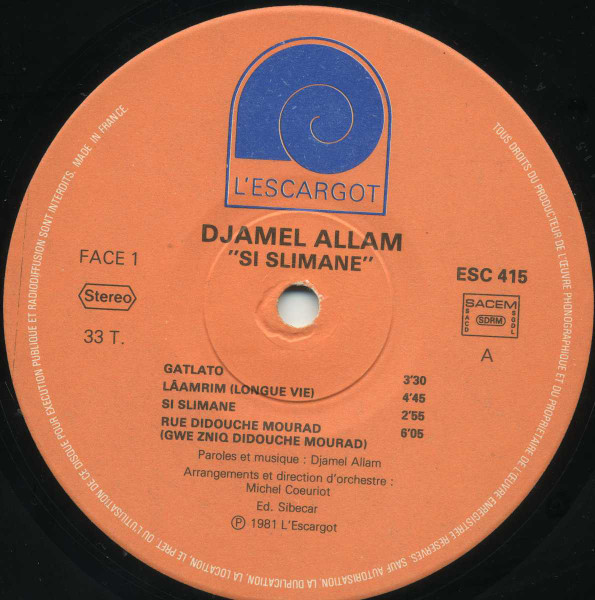 L'ESCARGOT
DJAMEL ALLAM
"SI SLIMANE"
FACE 1
Stereo
33 T.
ESC 415
SACEM
SACD
SDRM
SGDL
A
GATLATO 3'30
LÂAMRIM (LONGUE VIE) 4'45
SI SLIMANE 2'55
RUE DIDOUCHE MOURAD
(GWE ZNIQ DIDOUCHE MOURAD) 6'05
Paroles et musique : Djamel Allam
Arrangements et direction d'orchestre :
Michel Coeuriot
Ed. Sibecar
Ⓟ 1981 L'Escargot
TOUS DROITS DU PRODUCTEUR DE L'ŒUVRE PHONOGRAPHIQUE ET DU PROPRIETAIRE DE L'ŒUVRE ENREGISTREE RESERVES. SAUF AUTORISATION, LA DUPLICATION, LA LOCATION, LE PRET, OU L'UTILISATION DE CE DISQUE POUR EXECUTION PUBLIQUE ET RADIODIFFUSION SONT INTERDITS. MADE IN FRANCE.